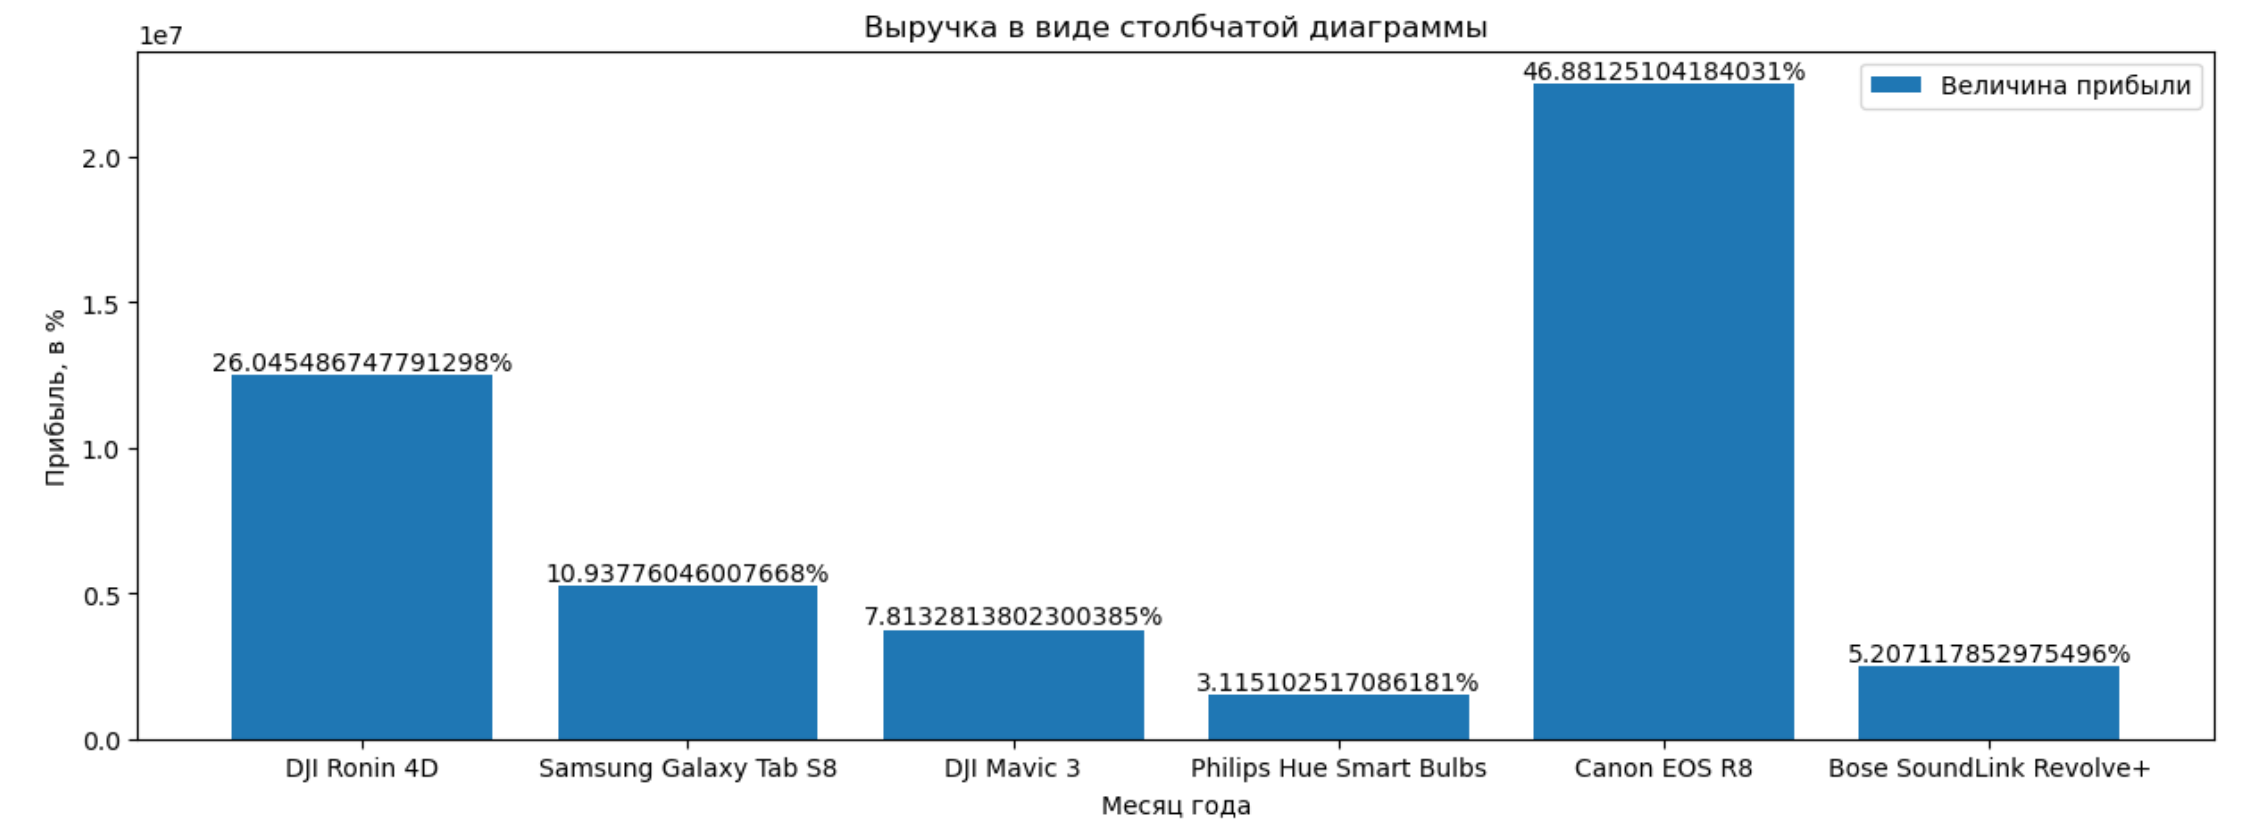 Выручка в виде столбчатой диаграммы
1e7
Величина прибыли
46.88125104184031%
26.045486747791298%
10.93776046007668%
7.8132813802300385%
3.115102517086181%
5.207117852975496%
2.0
1.5
1.0
0.5
0.0
Прибыль, в %
DJI Ronin 4D
Samsung Galaxy Tab S8
DJI Mavic 3
Philips Hue Smart Bulbs
Canon EOS R8
Bose SoundLink Revolve+
Месяц года